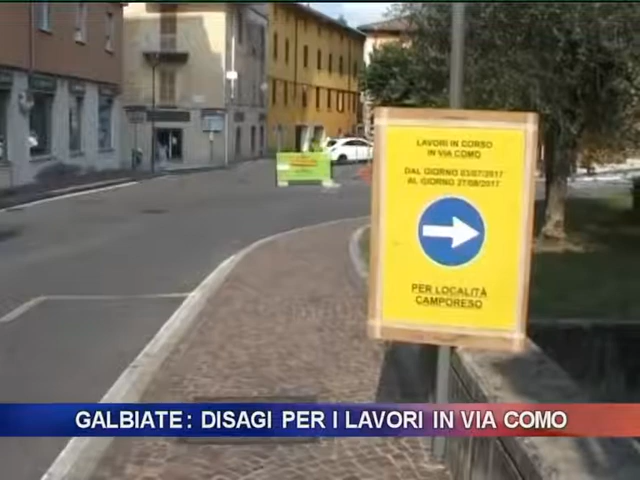 LAVORI IN CORSO
IN VIA COMO
DAL GIORNO 03/07/2017
AL GIORNO 27/08/2017
PER LOCALITÀ
CAMPORESO
GALBIATE: DISAGI PER I LAVORI IN VIA COMO